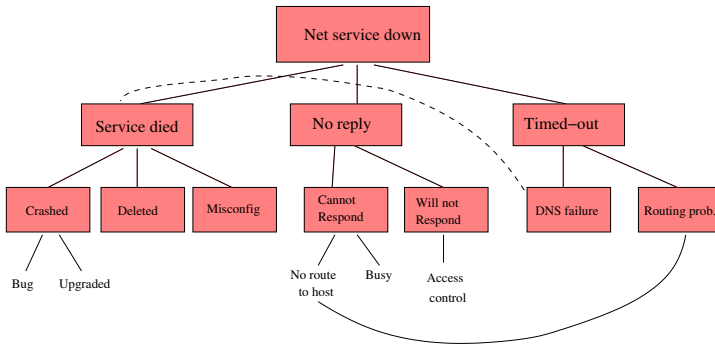 Net service down
Service died
No reply
Timed−out
Crashed
Deleted
Misconfig
Cannot
Respond
Will not
Respond
DNS failure
Routing prob.
Bug
Upgraded
No route
to host
Busy
Access
control